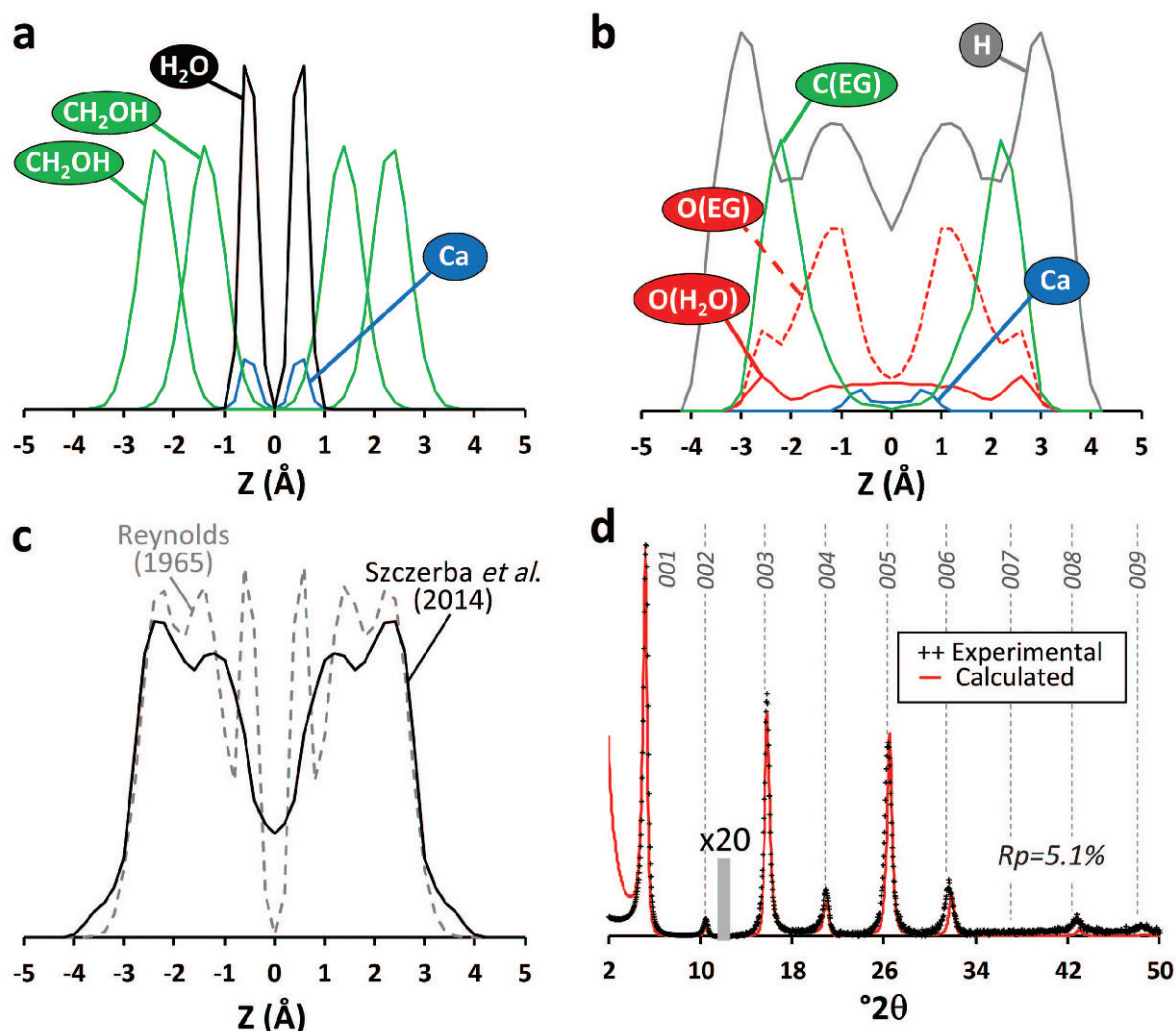 a
H₂O
CH₂OH
CH₂OH
Ca
-5 -4 -3 -2 -1 0 1 2 3 4 5
Z (Å)
b
H
C(EG)
O(EG)
O(H₂O)
Ca
-5 -4 -3 -2 -1 0 1 2 3 4 5
Z (Å)
c
Reynolds
(1965)
Szczerba et al.
(2014)
-5 -4 -3 -2 -1 0 1 2 3 4 5
Z (Å)
d
001 002 003 004 005 006 007 008 009
++ Experimental
Calculated
x20
Rp=5.1%
2 10 18 26 34 42 50
°2θ